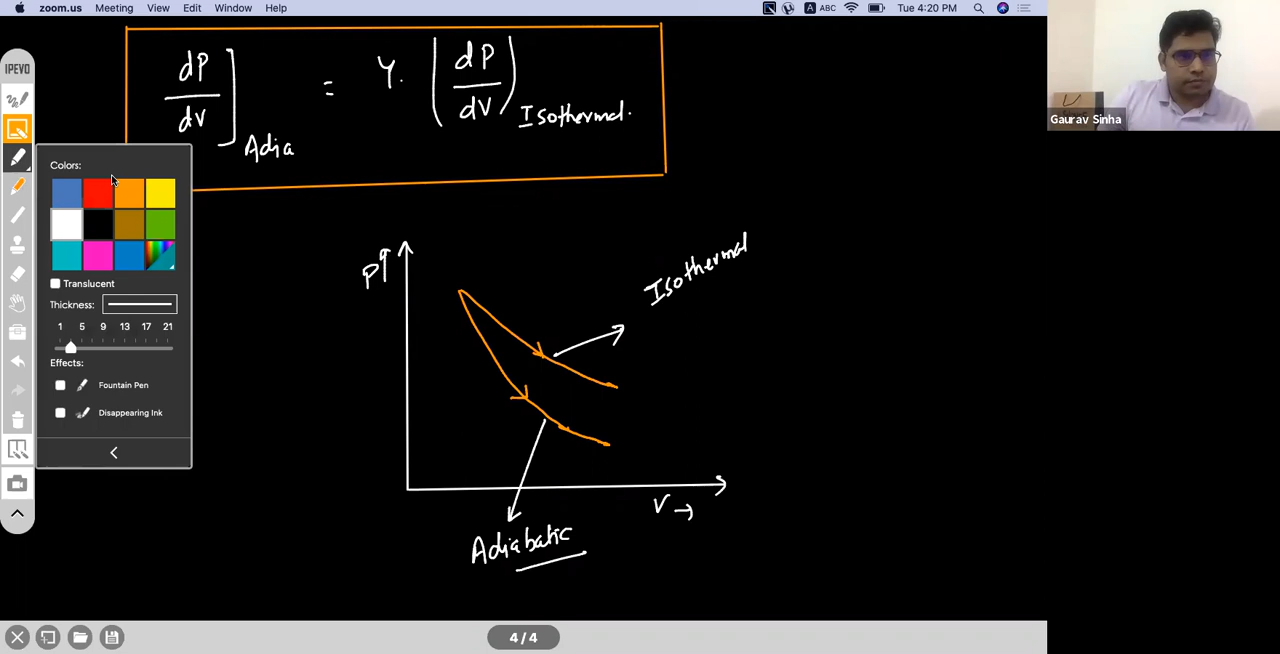 zoom.us Meeting View Edit Window Help A ABC Tue 4:20 PM
IPEVO
dP
dv
]Adia = γ. (dP
dV) Isothermal.
Gaurav Sinha
Colors:
Translucent
Thickness:
1 5 9 13 17 21
Effects:
Fountain Pen
Disappearing Ink
P↑
Isothermal
V →
Adiabatic
4 / 4